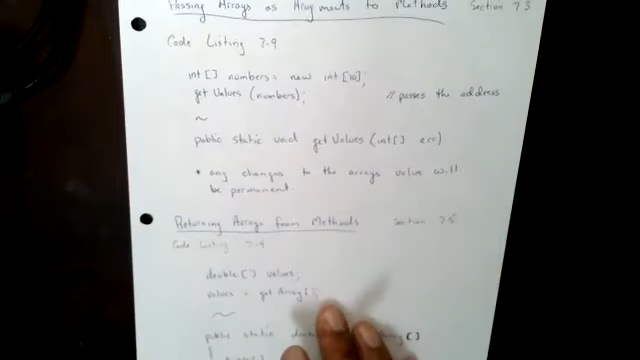 Passing Arrays as Arguments to Methods Section 7.3
Code Listing 7-9
int[] numbers = new int[10];
getValues (numbers); // passes the address
~
public static void getValues (int[] arr)
* any changes to the arrays value will
be permanent.
Returning Arrays from Methods Section 7.5
Code Listing 7-9
double[] values;
values = getArray();
~
public static Array()
{